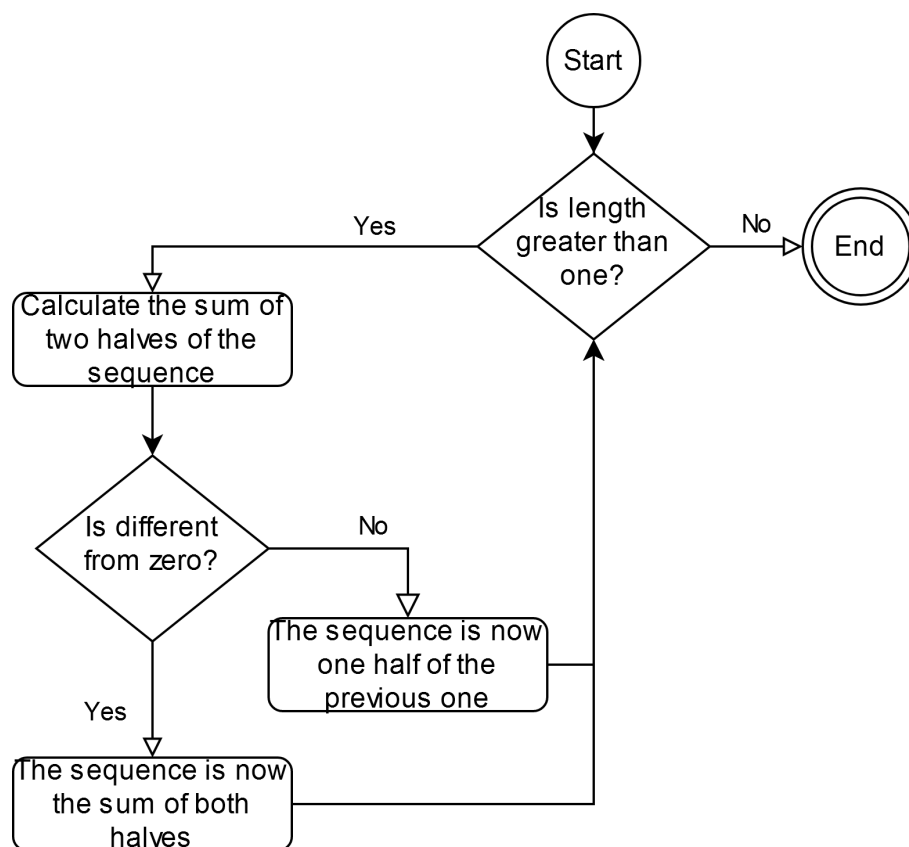 Start
Is length
greater than
one?
Yes
No
End
Calculate the sum of
two halves of the
sequence
Is different
from zero?
No
The sequence is now
one half of the
previous one
Yes
The sequence is now
the sum of both
halves